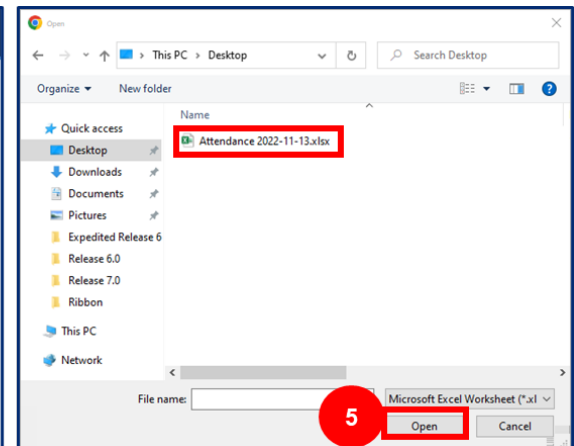 Open
This PC > Desktop
Search Desktop
Organize
New folder
Name
Quick access
Attendance 2022-11-13.xlsx
Desktop
Downloads
Documents
Pictures
Expedited Release 6
Release 6.0
Release 7.0
Ribbon
This PC
Network
File name:
Microsoft Excel Worksheet (*.xl
5
Open
Cancel